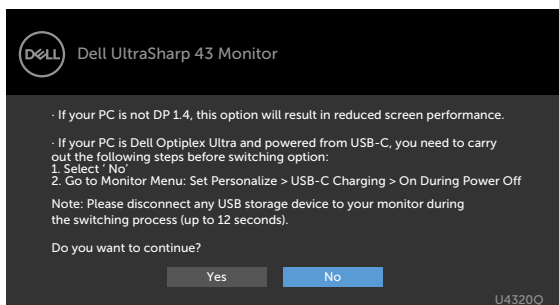 DELL
Dell UltraSharp 43 Monitor
· If your PC is not DP 1.4, this option will result in reduced screen performance.
· If your PC is Dell Optiplex Ultra and powered from USB-C, you need to carry
out the following steps before switching option:
1. Select ‘ No’
2. Go to Monitor Menu: Set Personalize > USB-C Charging > On During Power Off
Note: Please disconnect any USB storage device to your monitor during
the switching process (up to 12 seconds).
Do you want to continue?
Yes
No
U4320Q